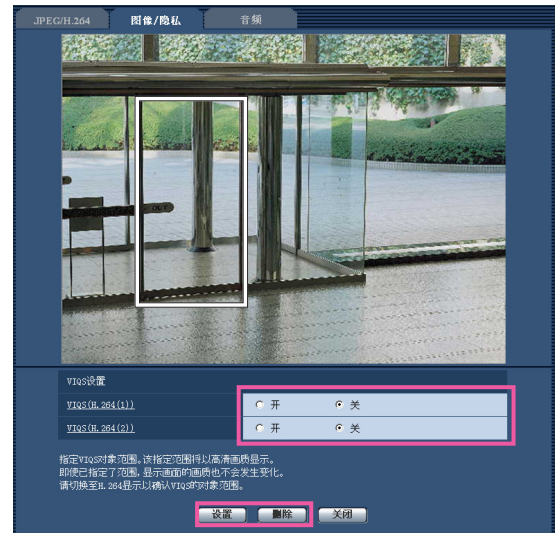 JPEG/H.264 图像/隐私 音频
OUT
VIQS设置
VIQS(H.264(1)) 开 关
VIQS(H.264(2)) 开 关
指定VIQS对象范围。该指定范围将以高清画质显示。
即便已指定了范围，显示画面的画质也不会发生变化。
请切换至H.264显示以确认VIQS的对象范围。
设置 删除 关闭